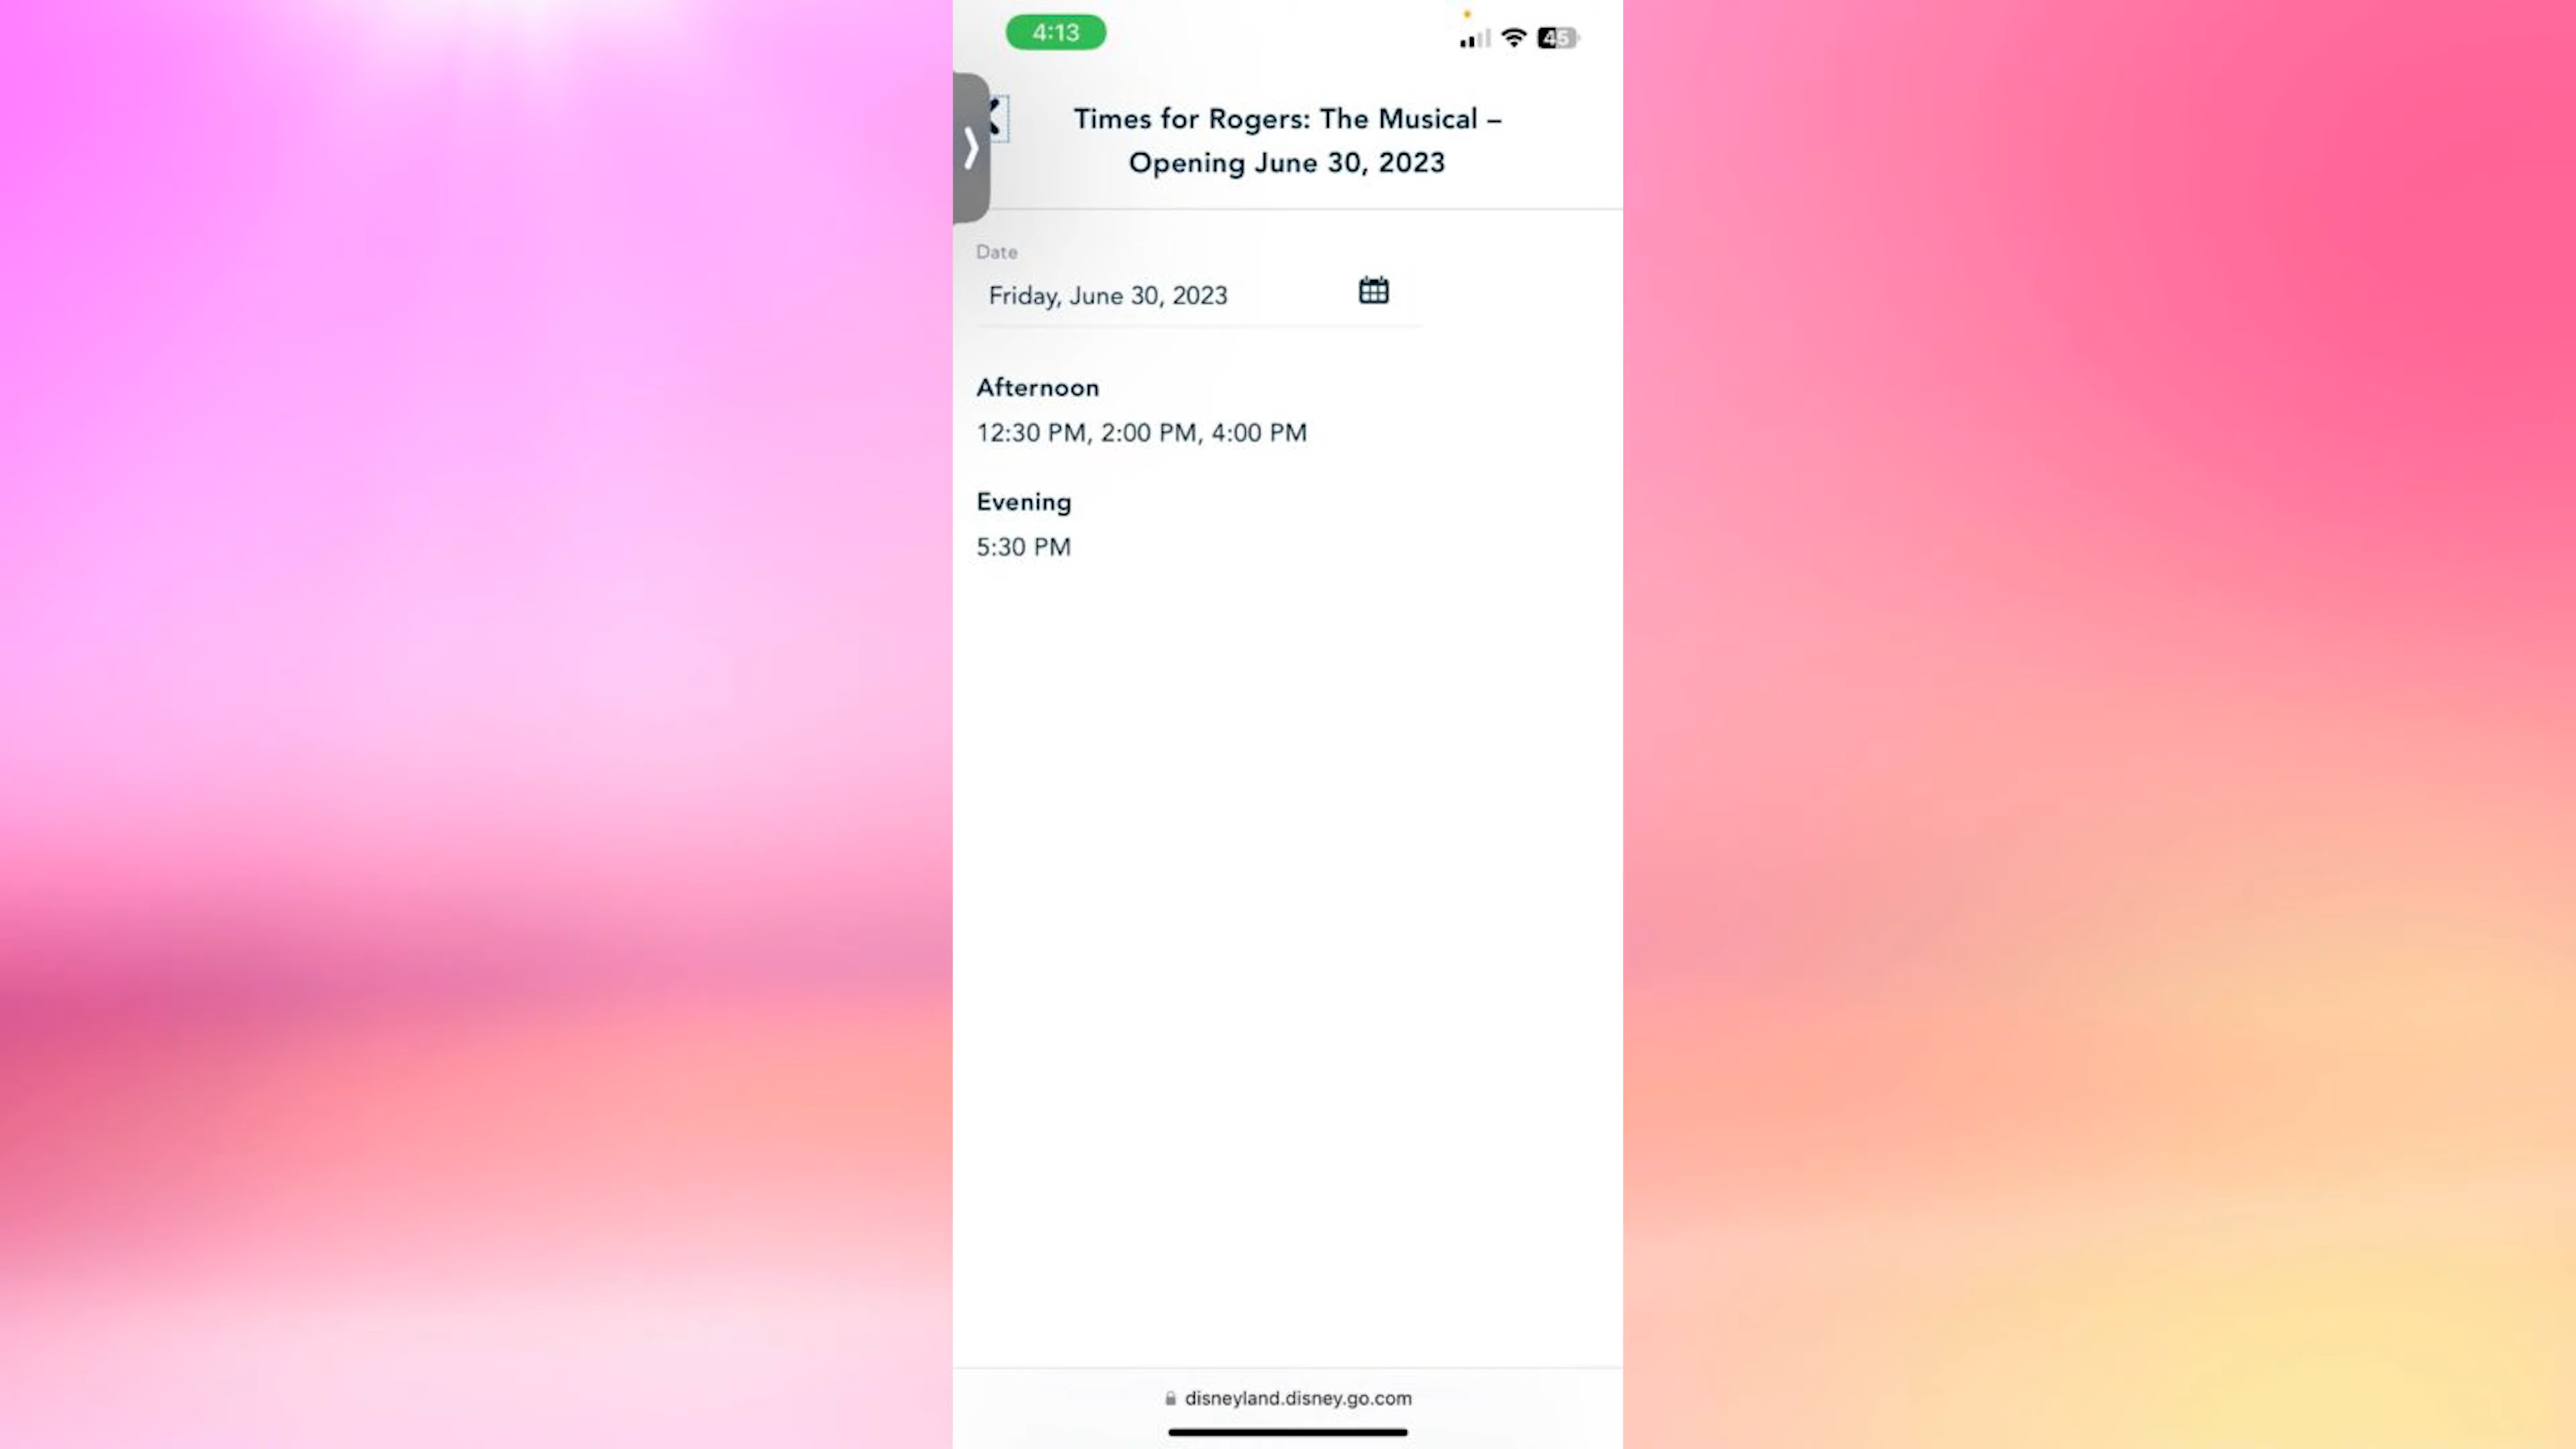 4:13
45
Times for Rogers: The Musical –
Opening June 30, 2023
Date
Friday, June 30, 2023
Afternoon
12:30 PM, 2:00 PM, 4:00 PM
Evening
5:30 PM
disneyland.disney.go.com